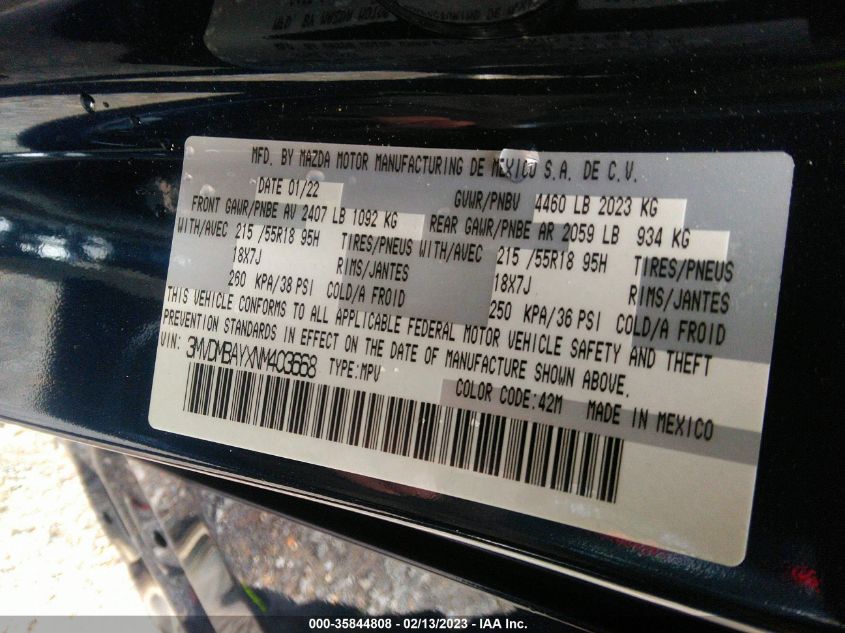 MFD. BY MAZDA MOTOR MANUFACTURING DE MEXICO S.A. DE C.V.
DATE 01/22 GVWR/PNBV 4460 LB 2023 KG
FRONT GAWR/PNBE AV 2407 LB 1092 KG REAR GAWR/PNBE AR 2059 LB 934 KG
WITH/AVEC 215 /55R18 95H TIRES/PNEUS WITH/AVEC 215 /55R18 95H TIRES/PNEUS
18X7J RIMS/JANTES 18X7J RIMS/JANTES
260 KPA/38 PSI COLD/A FROID 250 KPA/36 PSI COLD/A FROID
THIS VEHICLE CONFORMS TO ALL APPLICABLE FEDERAL MOTOR VEHICLE SAFETY AND THEFT
PREVENTION STANDARDS IN EFFECT ON THE DATE OF MANUFACTURE SHOWN ABOVE.
VIN: 3MVDMBAYXNM403668 TYPE:MPV
COLOR CODE:42M MADE IN MEXICO
000-35844808 - 02/13/2023 - IAA Inc.